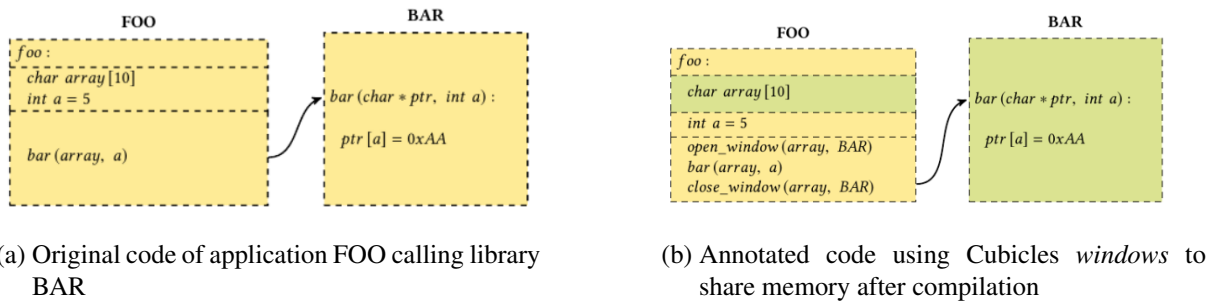 FOO
foo :
char array [10]
int a = 5
bar (array, a)
BAR
bar (char * ptr, int a) :
ptr [a] = 0xAA
(a) Original code of application FOO calling library
BAR
FOO
foo :
char array [10]
int a = 5
open_window (array, BAR)
bar (array, a)
close_window (array, BAR)
BAR
bar (char * ptr, int a) :
ptr [a] = 0xAA
(b) Annotated code using Cubicles windows to
share memory after compilation